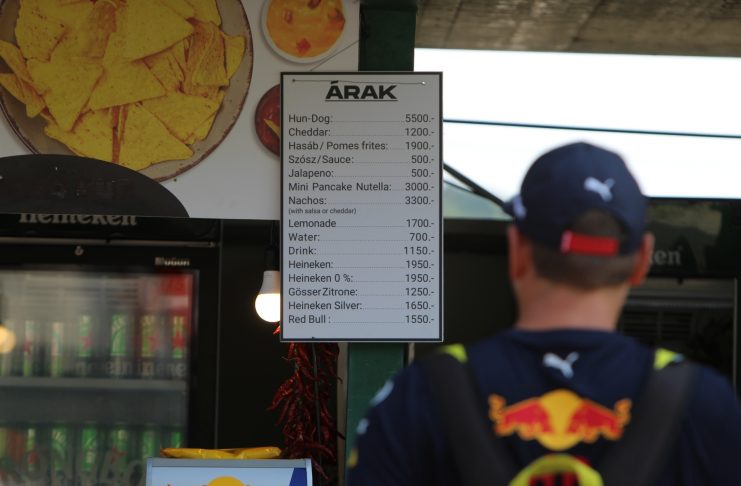 ÁRAK
Hun-Dog: 5500.-
Cheddar: 1200.-
Hasáb/ Pomes frites: 1900.-
Szósz/Sauce: 500.-
Jalapeno: 500.-
Mini Pancake Nutella: 3000.-
Nachos: 3300.-
(with salsa or cheddar)
Lemonade 1700.-
Water: 700.-
Drink: 1150.-
Heineken: 1950.-
Heineken 0 %: 1950.-
GösserZitrone: 1250.-
Heineken Silver: 1650.-
Red Bull : 1550.-
Heineken